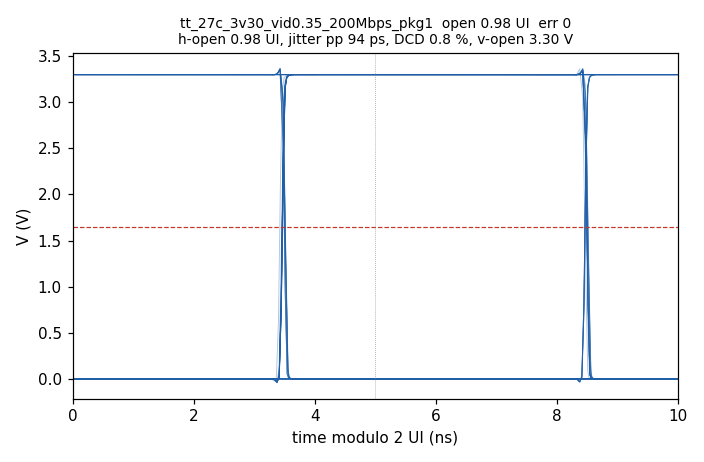 tt_27c_3v30_vid0.35_200Mbps_pkg1  open 0.98 UI  err 0
h-open 0.98 UI, jitter pp 94 ps, DCD 0.8 %, v-open 3.30 V
3.5
3.0
2.5
2.0
1.5
1.0
0.5
0.0
V (V)
0 2 4 6 8 10
time modulo 2 UI (ns)